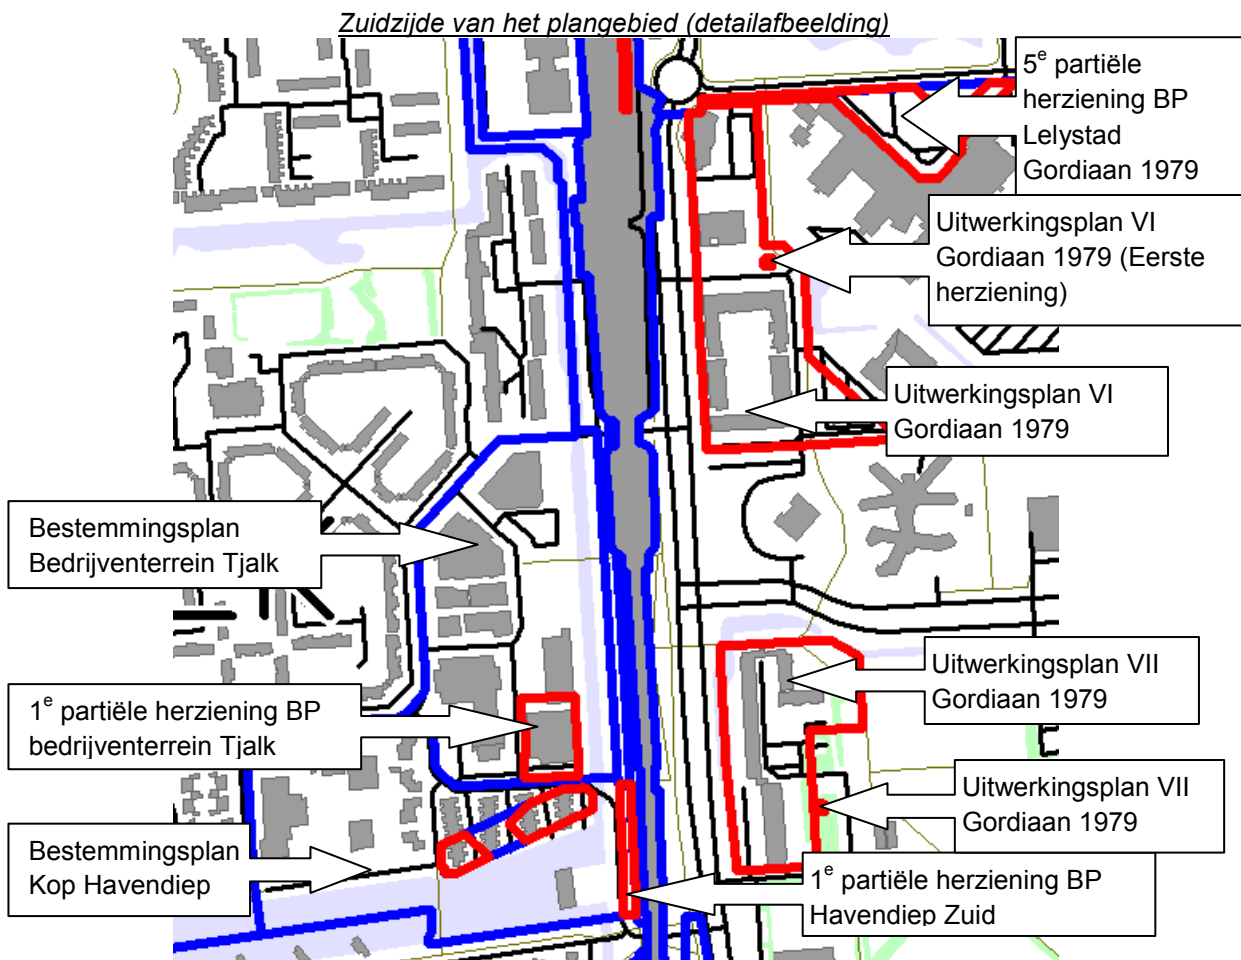 Zuidzijde van het plangebied (detailafbeelding)
5e partiële
herziening BP
Lelystad
Gordiaan 1979
Uitwerkingsplan VI
Gordiaan 1979 (Eerste
herziening)
Uitwerkingsplan VI
Gordiaan 1979
Bestemmingsplan
Bedrijventerrein Tjalk
Uitwerkingsplan VII
Gordiaan 1979
1e partiële herziening BP
bedrijventerrein Tjalk
Uitwerkingsplan VII
Gordiaan 1979
Bestemmingsplan
Kop Havendiep
1e partiële herziening BP
Havendiep Zuid